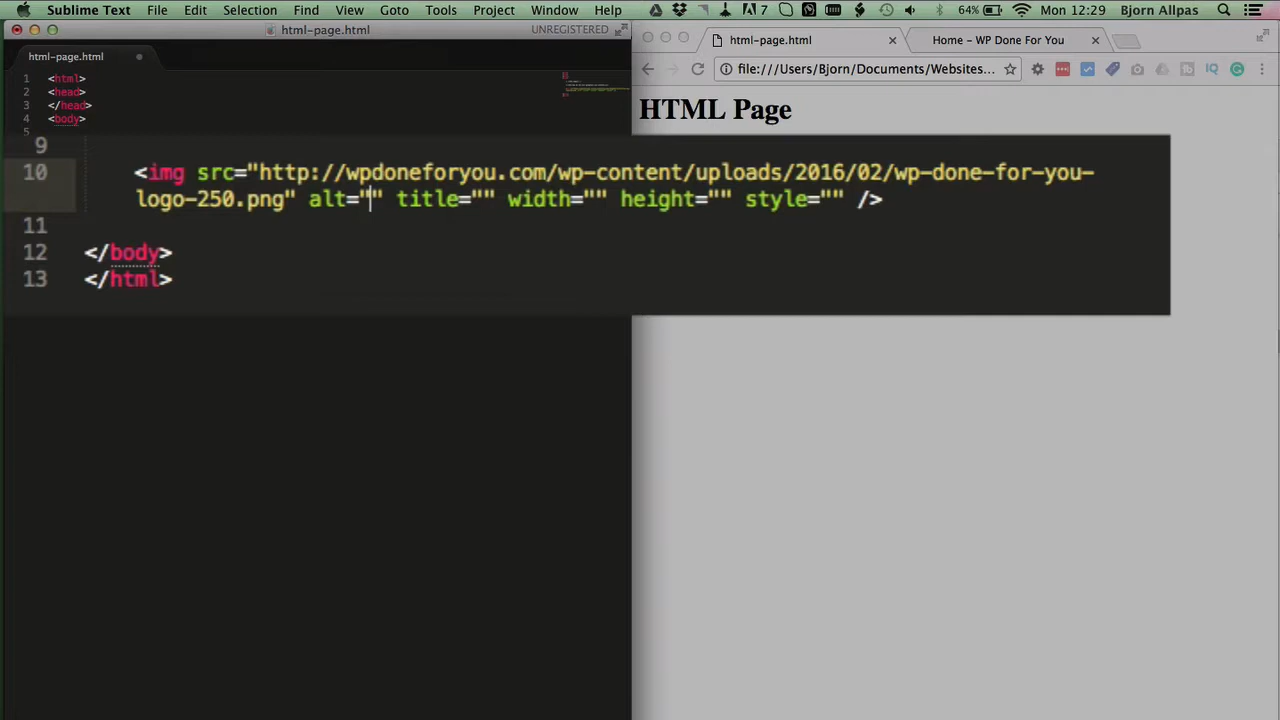 Sublime Text File Edit Selection Find View Goto Tools Project Window Help 7 64% Mon 12:29 Bjorn Allpas
html-page.html UNREGISTERED
html-page.html
html-page.html Home – WP Done For You
file:///Users/Bjorn/Documents/Websites...
HTML Page
1 <html>
2 <head>
3 </head>
4 <body>
5
9
10 <img src="http://wpdoneforyou.com/wp-content/uploads/2016/02/wp-done-for-you-
logo-250.png" alt="" title="" width="" height="" style="" />
11
12 </body>
13 </html>